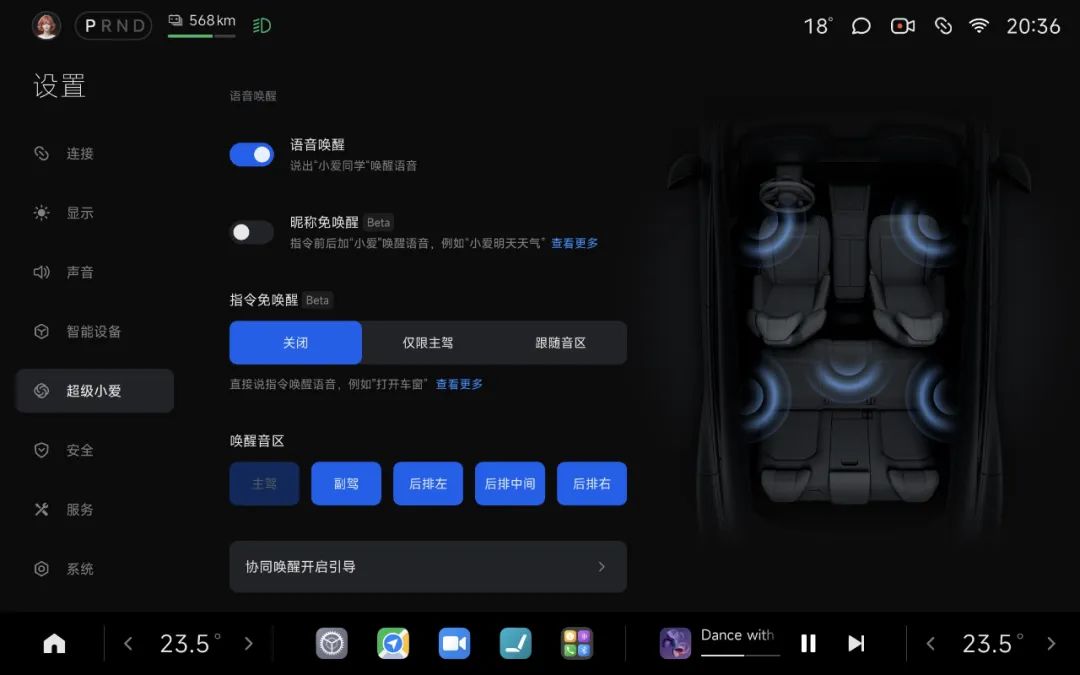 PRND
568km
18°
20:36
设置
连接
显示
声音
智能设备
超级小爱
安全
服务
系统
语音唤醒
语音唤醒
说出“小爱同学”唤醒语音
昵称免唤醒 Beta
指令前后加“小爱”唤醒语音，例如“小爱明天天气” 查看更多
指令免唤醒 Beta
关闭 仅限主驾 跟随音区
直接说指令唤醒语音，例如“打开车窗” 查看更多
唤醒音区
主驾 副驾 后排左 后排中间 后排右
协同唤醒开启引导
23.5°
Dance with
23.5°